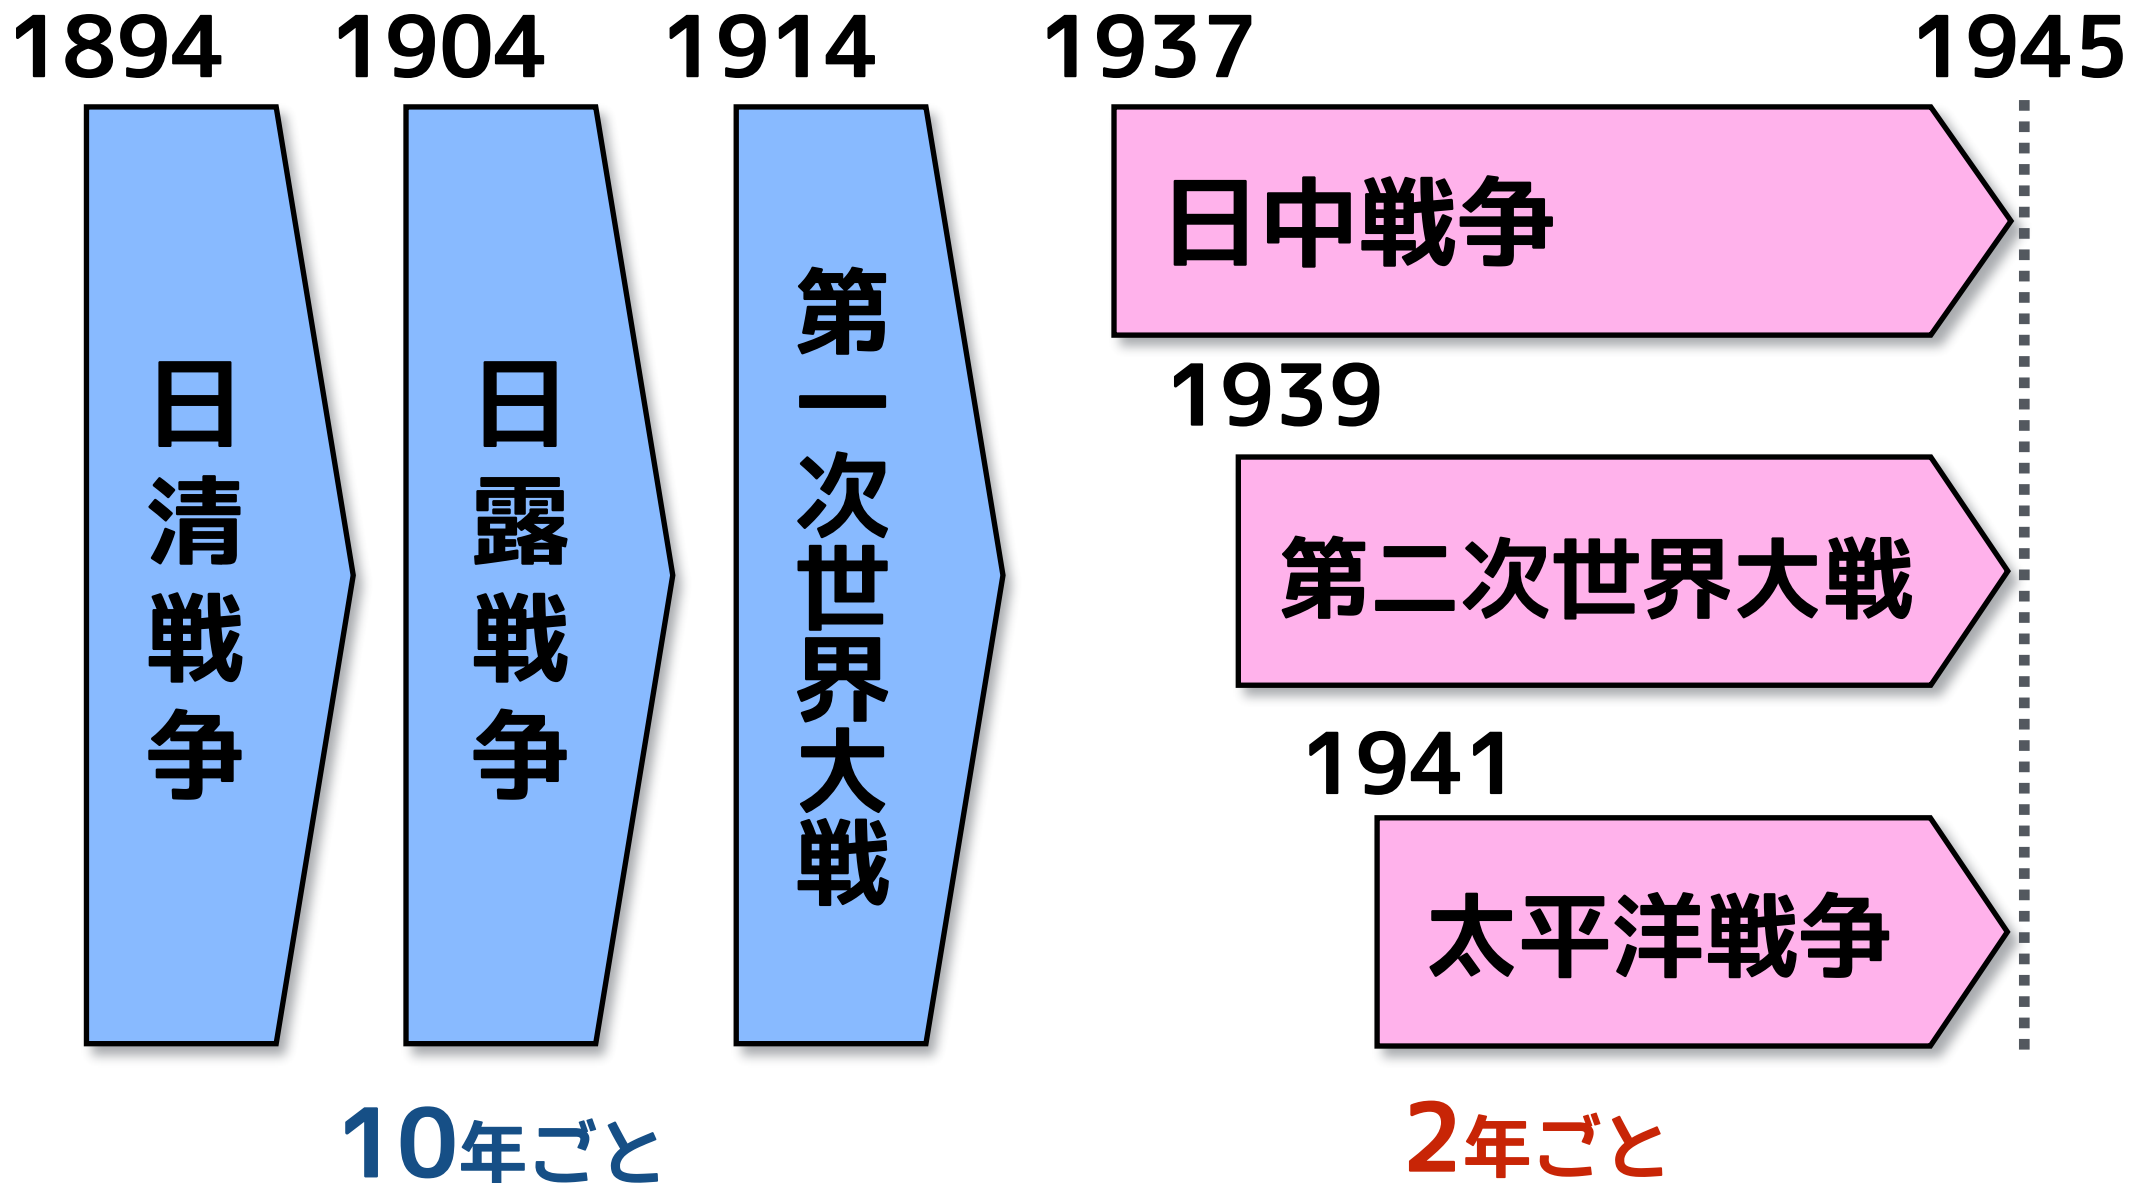 1894
日清戦争
1904
日露戦争
1914
第一次世界大戦
10年ごと
1937
日中戦争
1939
第二次世界大戦
1941
太平洋戦争
1945
2年ごと